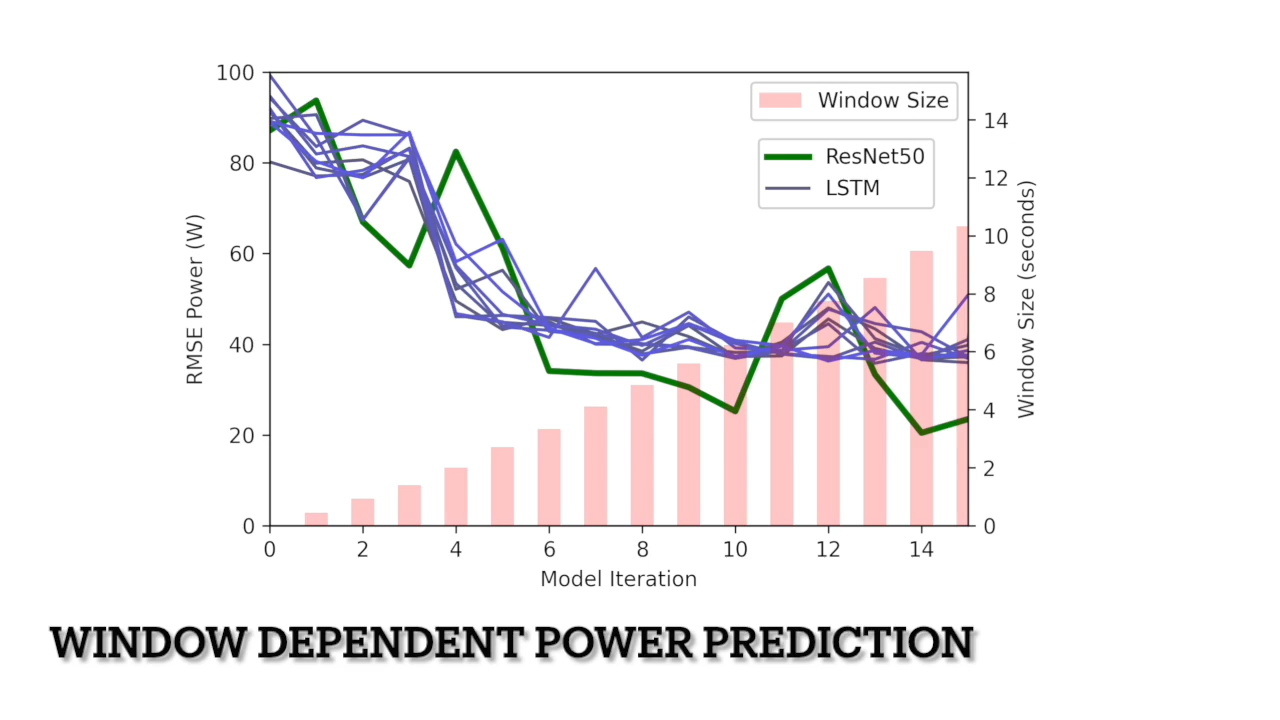 100
80
60
40
20
0
RMSE Power (W)
0 2 4 6 8 10 12 14
Model Iteration
14
12
10
8
6
4
2
0
Window Size (seconds)
Window Size
ResNet50
LSTM
WINDOW DEPENDENT POWER PREDICTION